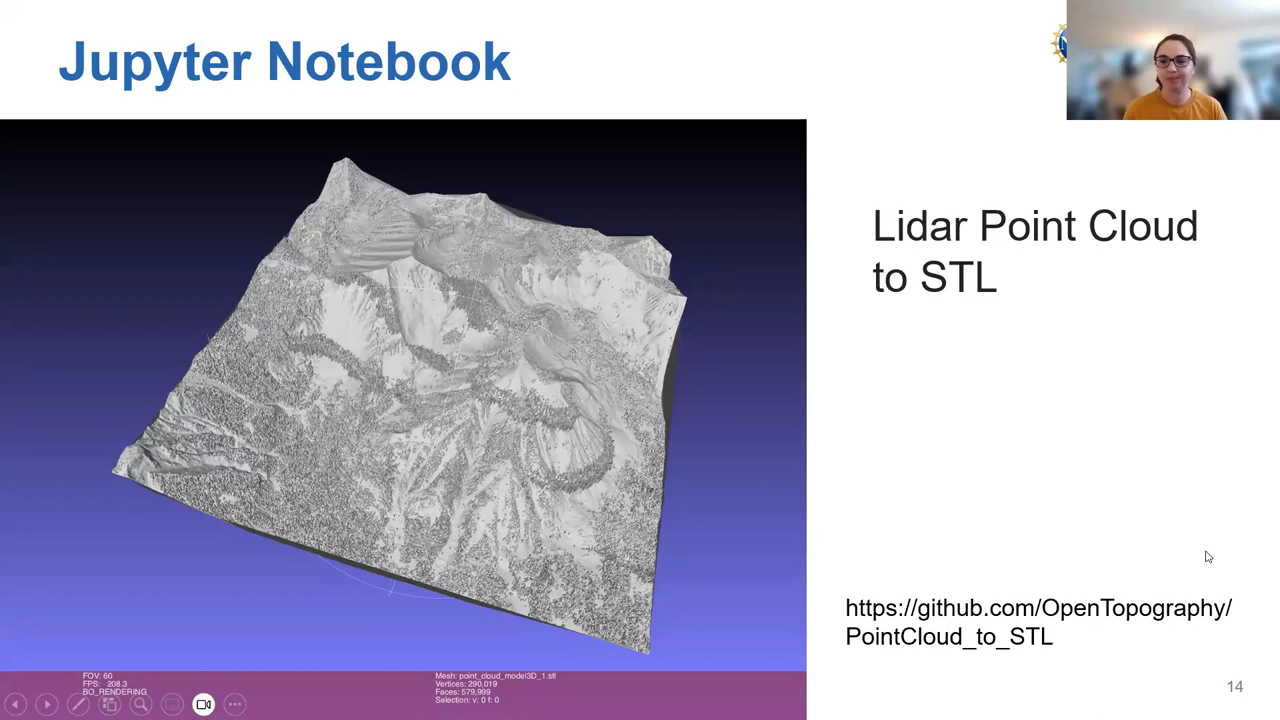 Jupyter Notebook
Lidar Point Cloud
to STL
https://github.com/OpenTopography/
PointCloud_to_STL
FOV: 60
FPS: 208.3
BO_RENDERING
Mesh: point_cloud_model3D_1.stl
Vertices: 290,019
Faces: 579,999
Selection: v: 0 f: 0
14